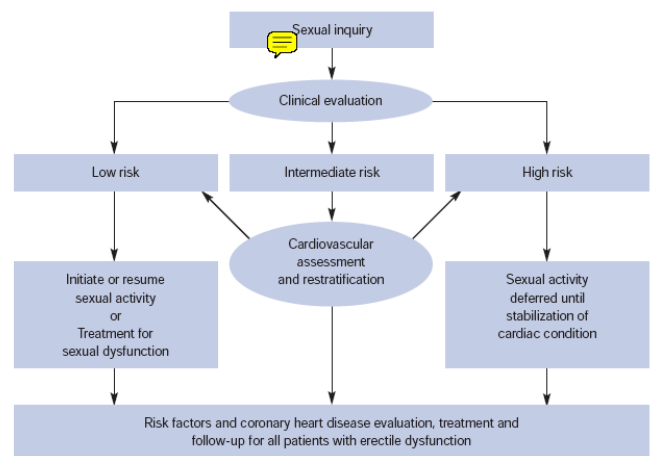 Sexual inquiry
Clinical evaluation
Low risk
Intermediate risk
High risk
Cardiovascular
assessment
and restratification
Initiate or resume
sexual activity
or
Treatment for
sexual dysfunction
Sexual activity
deferred until
stabilization of
cardiac condition
Risk factors and coronary heart disease evaluation, treatment and
follow-up for all patients with erectile dysfunction